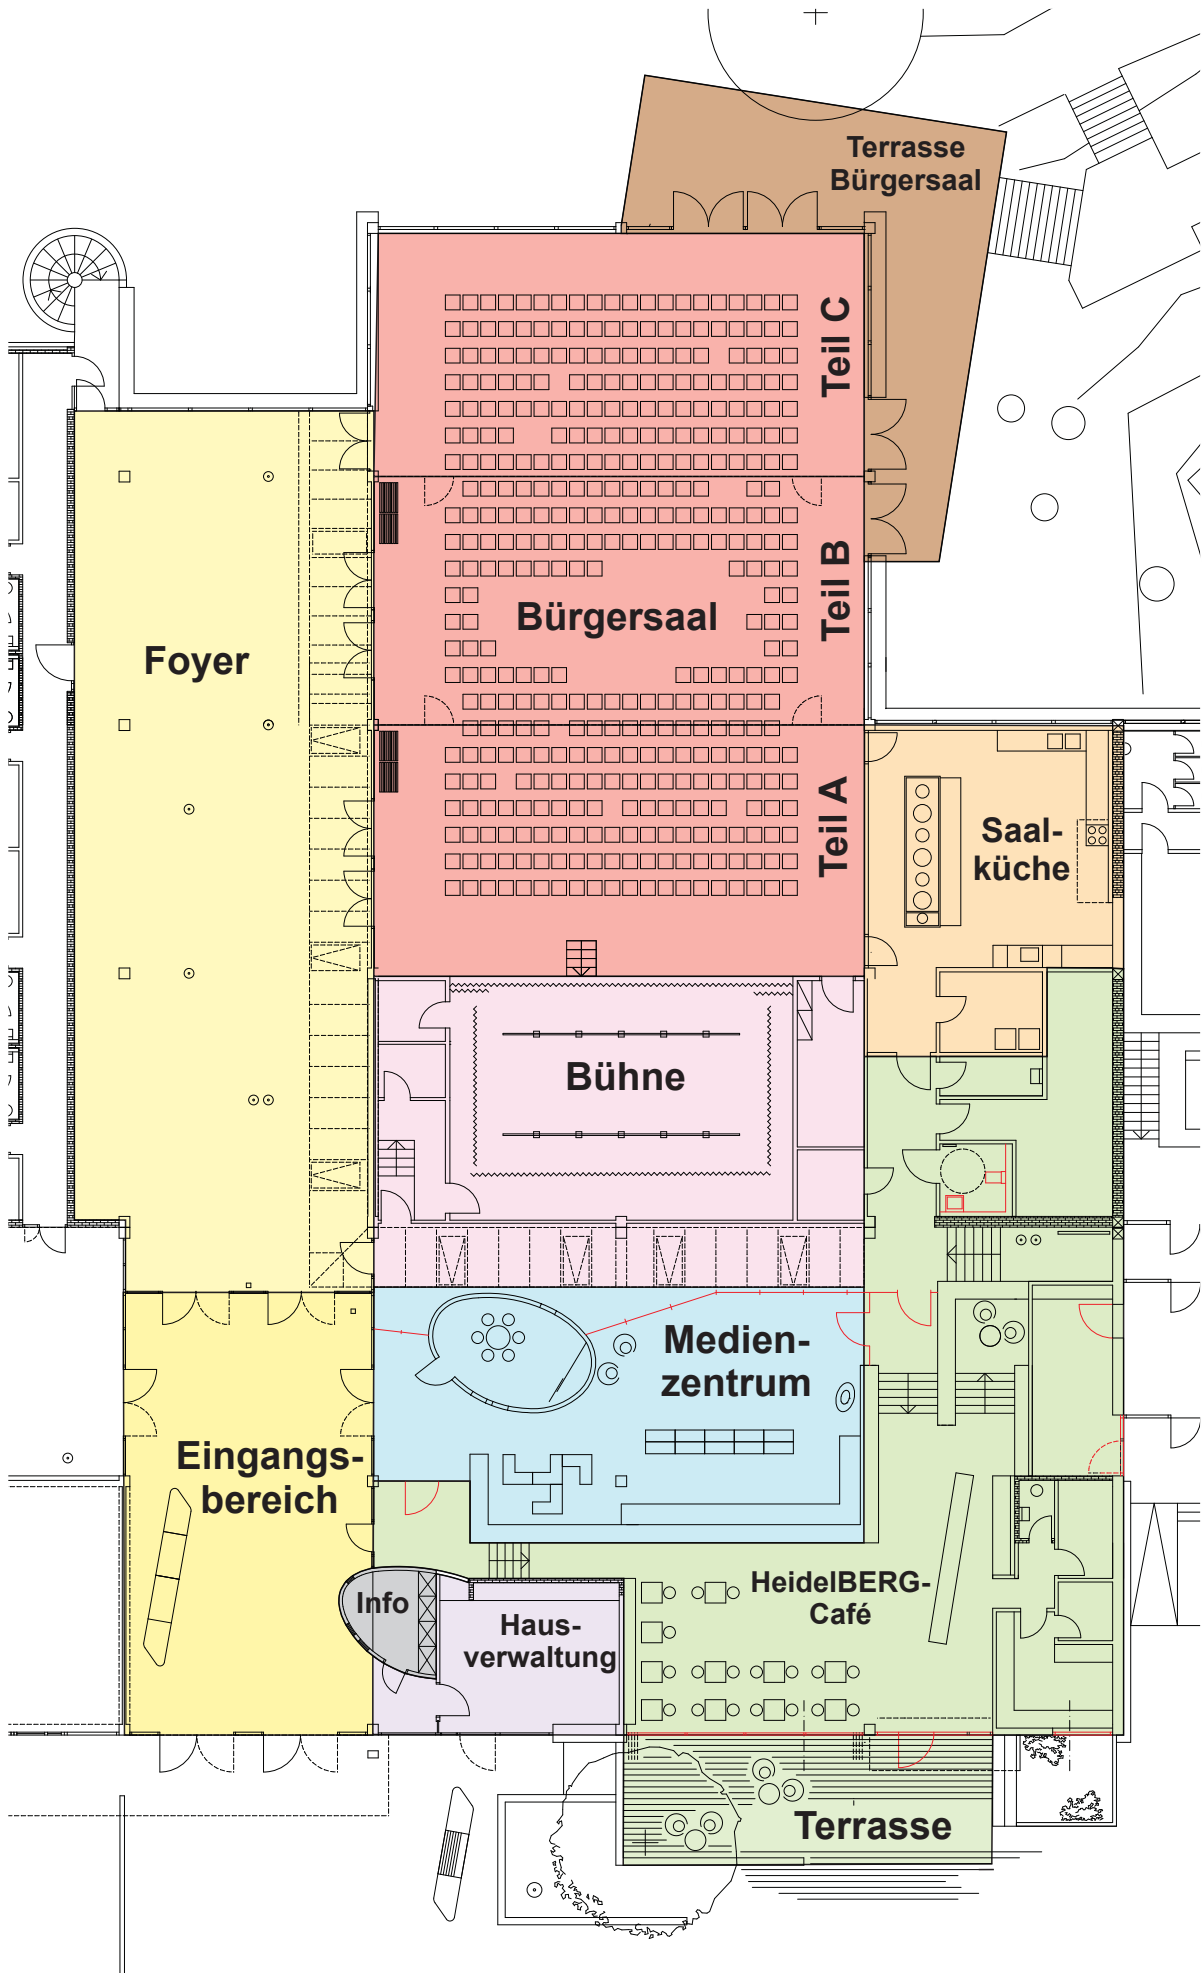 Terrasse
Bürgersaal
Teil C
Teil B
Bürgersaal
Foyer
Teil A
Saal-
küche
Bühne
Medien-
zentrum
Eingangs-
bereich
HeidelBERG-
Café
Info
Haus-
verwaltung
Terrasse